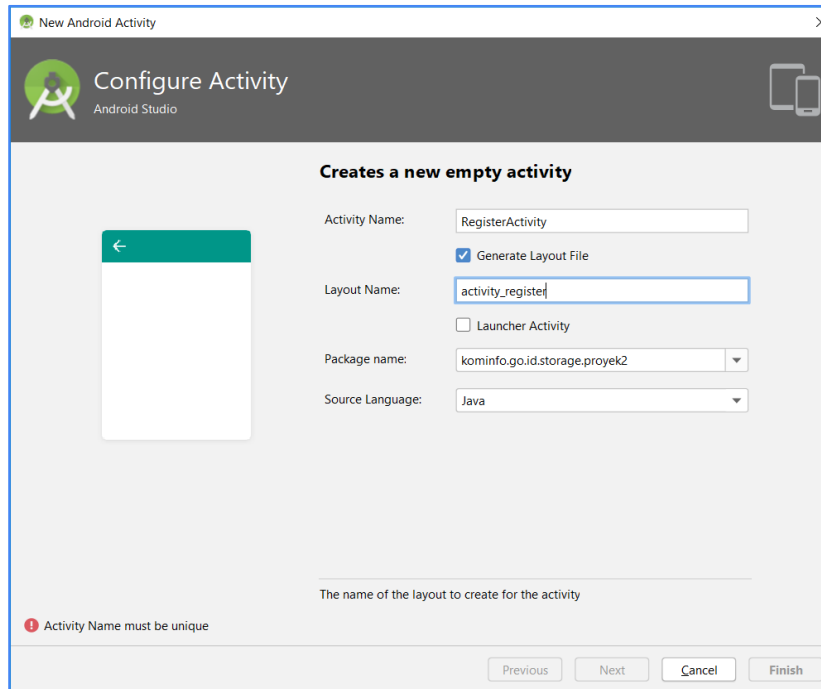 New Android Activity
Configure Activity
Android Studio
Creates a new empty activity
Activity Name: RegisterActivity
Generate Layout File
Layout Name: activity_register
Launcher Activity
Package name: kominfo.go.id.storage.proyek2
Source Language: Java
The name of the layout to create for the activity
Activity Name must be unique
Previous Next Cancel Finish